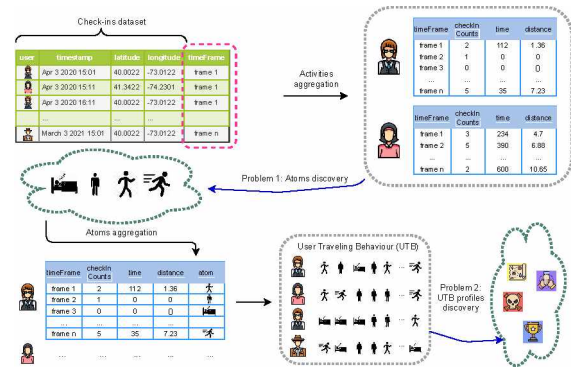 Check-ins dataset
user timestamp latitude longitude timeFrame
Apr 3 2020 15:01 40.0022 -73.0122 frame 1
Apr 3 2020 15:11 41.3422 -74.2301 frame 1
Apr 3 2020 16:11 40.0022 -73.0122 frame 1
... ... ...
March 3 2021 15:01 40.0022 -73.0122 frame n
Activities
aggregation
timeFrame checkIn Counts time distance
frame 1 2 112 1.36
frame 2 1 0 0
frame 3 0 0 0
... ... ... ...
frame n 5 35 7.23
timeFrame checkIn Counts time distance
frame 1 3 234 4.7
frame 2 5 390 6.88
... ... ... ...
frame n 2 600 10.65
Problem 1: Atoms discovery
Atoms aggregation
timeFrame checkIn Counts time distance atom
frame 1 2 112 1.36
frame 2 1 0 0
frame 3 0 0 0
... ... ... ...
frame n 5 35 7.23
... ... ... ...
User Traveling Behaviour (UTB)
...
...
...
...
Problem 2:
UTB profiles
discovery